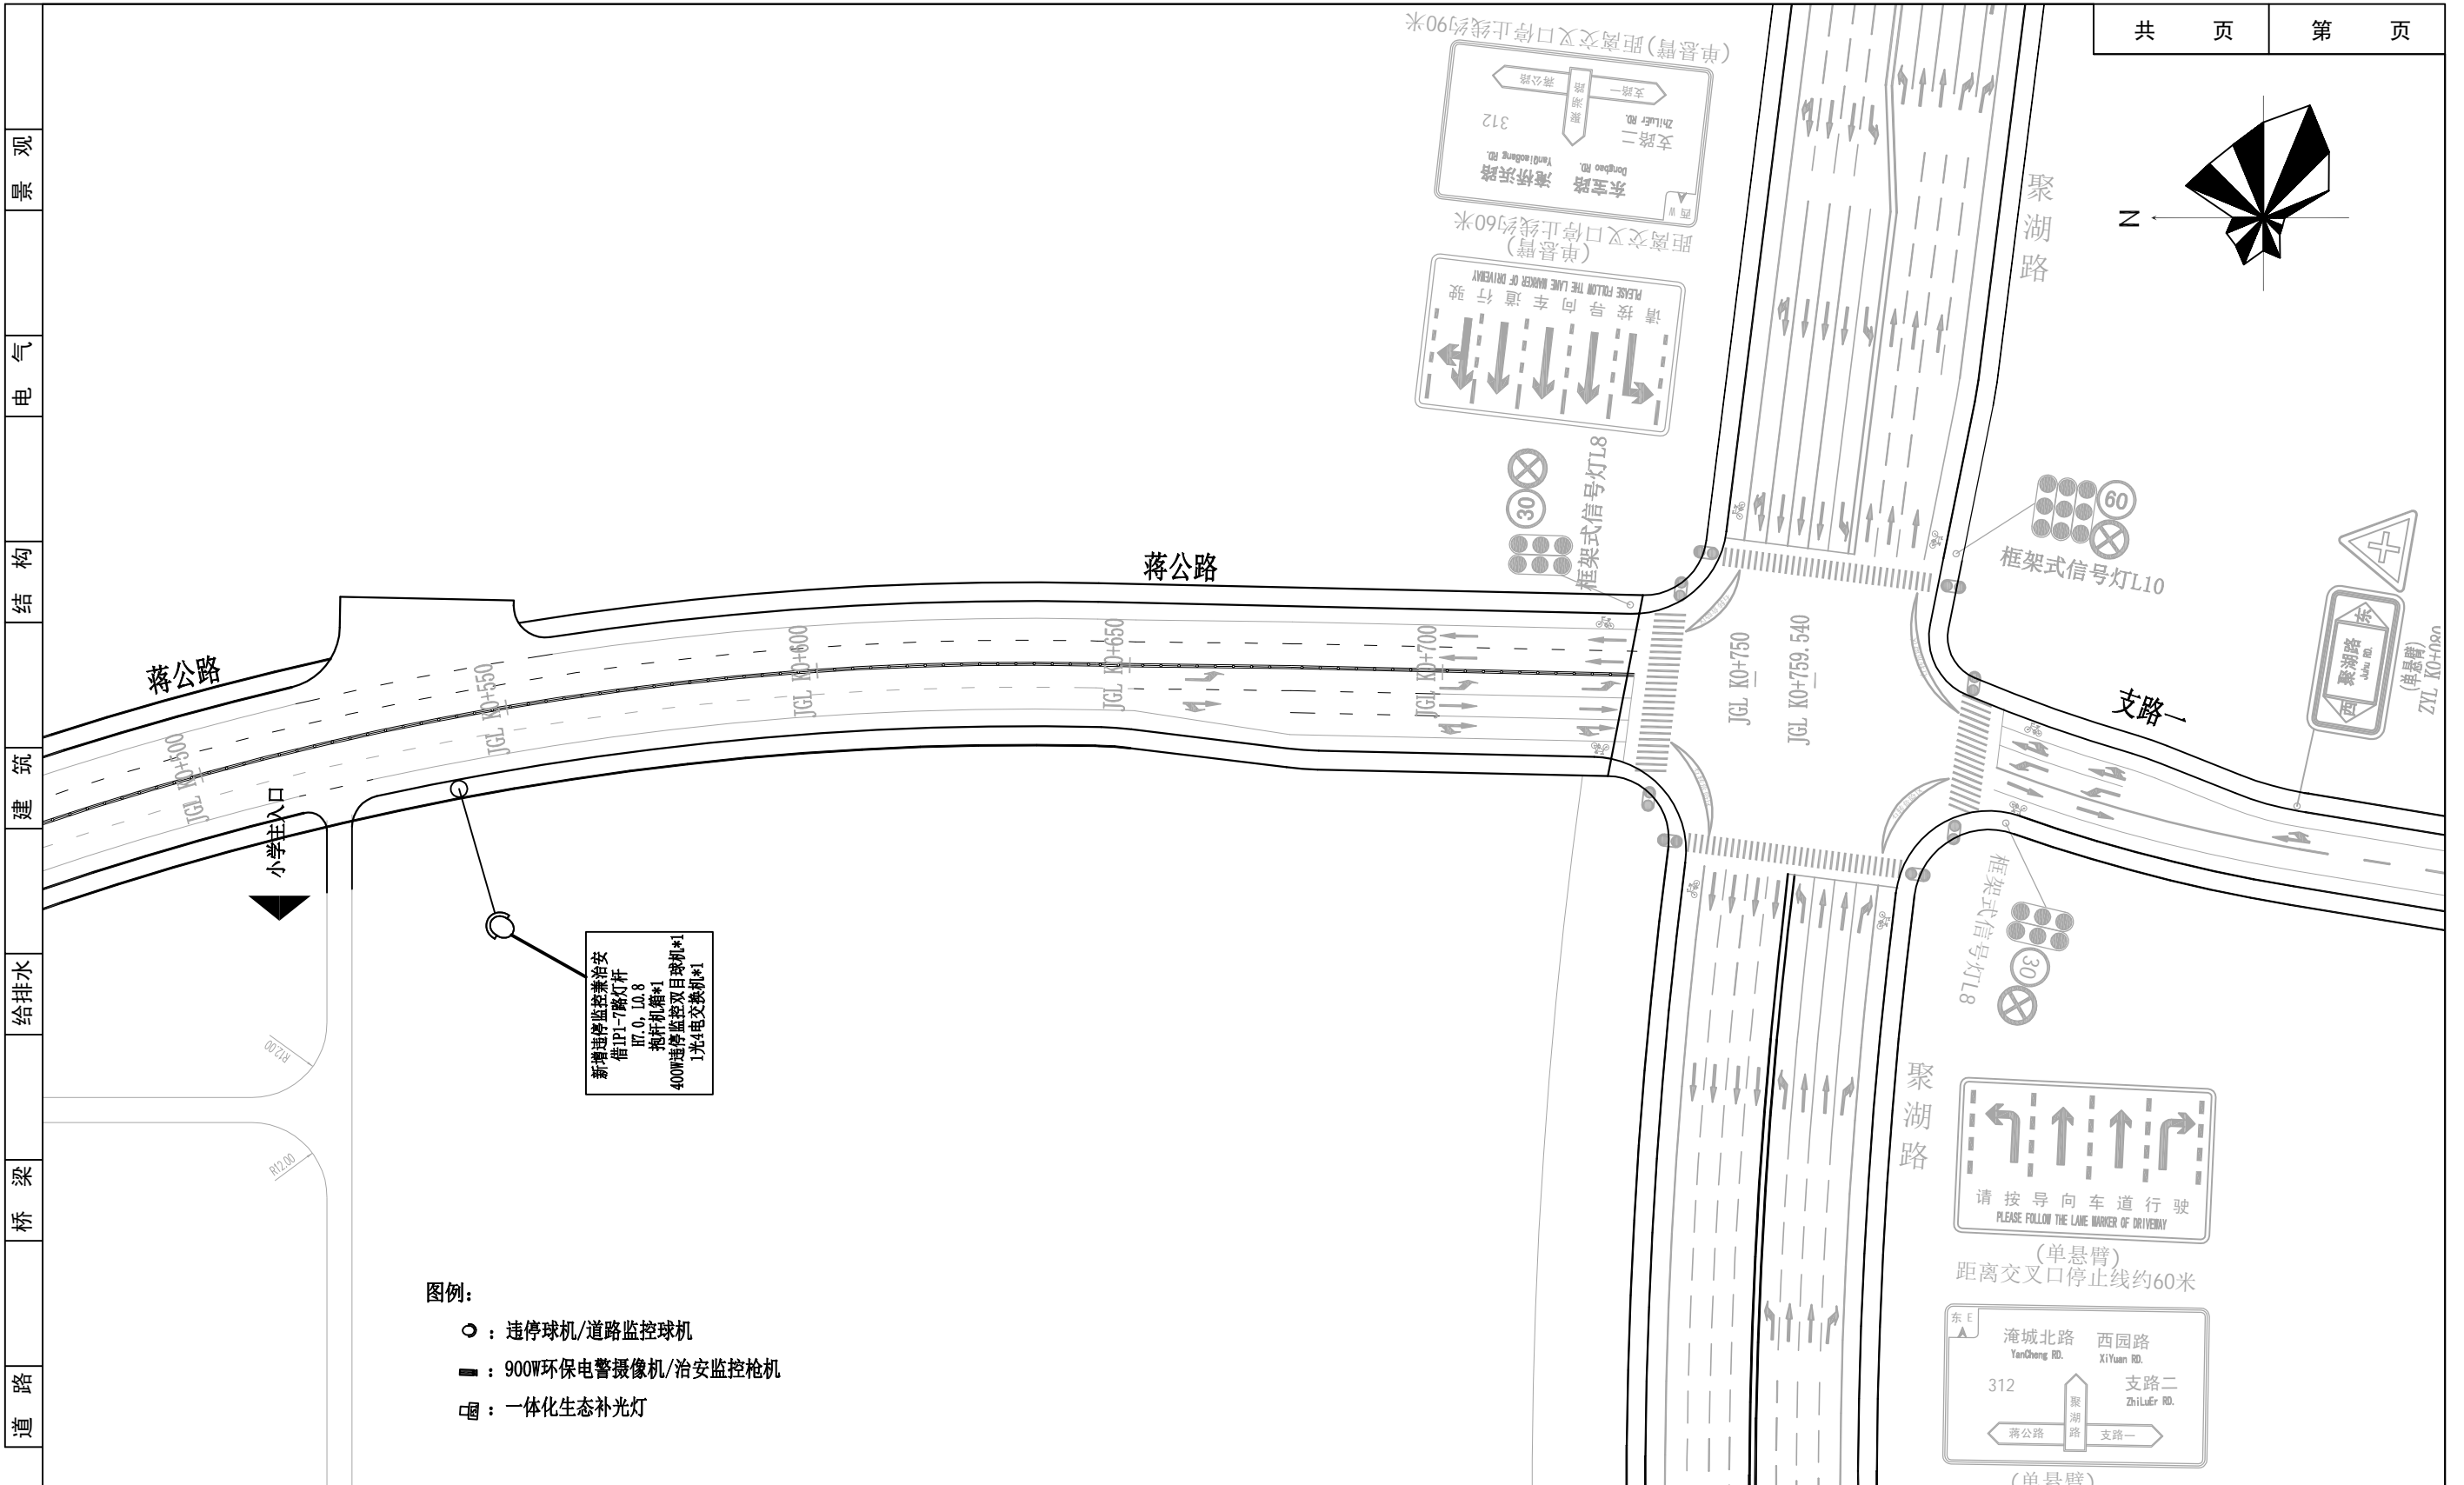 共 页 第 页
观
景
气
电
构
结
筑
建
给排水
梁
桥
路
道
(单悬臂)距离交叉口停止线约90米
蒋公路
聚湖路
支路一
312
支路二
ZhiLuEr RD.
淹桥浜路
YanQiaoBang RD.
东宝路
Dongbao RD.
西 W
距离交叉口停止线约60米
(单悬臂)
请按导向车道行驶
PLEASE FOLLOW THE LANE MARKER OF DRIVEWAY
聚湖路
N
30
框架式信号灯L8
60
框架式信号灯L10
蒋公路
蒋公路
JGL K0+500
JGL K0+550
JGL K0+600
JGL K0+650
JGL K0+700
JGL K0+750
JGL K0+759.540
支路一
东
聚湖路
Juhu RD.
西
(单悬臂)
小学主入口
新增违停监控兼治安
借1P1-7路灯杆
H7.0, L0.8
抱杆机箱*1
400W违停监控双目球机*1
1光4电交换机*1
框架式信号灯L8
30
R12.00
R12.00
聚湖路
请按导向车道行驶
PLEASE FOLLOW THE LANE MARKER OF DRIVEWAY
(单悬臂)
距离交叉口停止线约60米
东 E
淹城北路 西园路
YanCheng RD. XiYuan RD.
312 支路二
ZhiLuEr RD.
聚湖路
蒋公路 支路一
(单悬臂)
图例:
: 违停球机/道路监控球机
: 900W环保电警摄像机/治安监控枪机
: 一体化生态补光灯